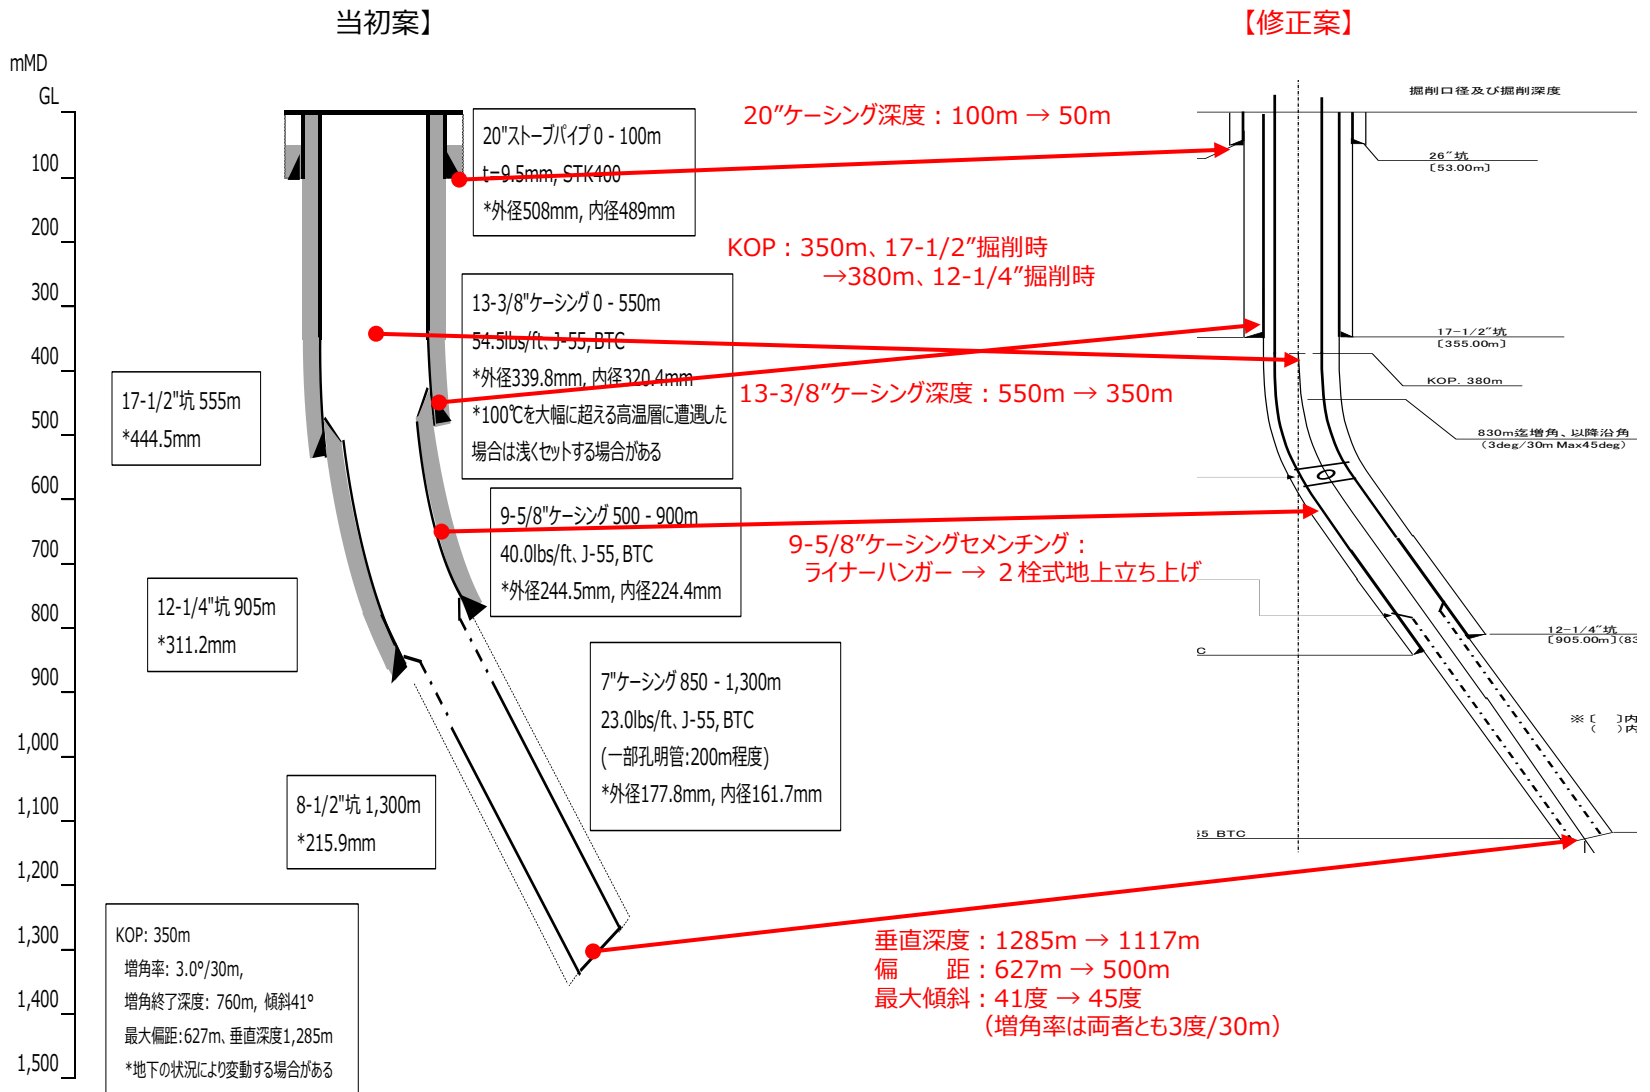 当初案】
【修正案】
mMD
GL
100
200
300
400
500
600
700
800
900
1,000
1,100
1,200
1,300
1,400
1,500
20"ストーブパイプ 0 - 100m
t=9.5mm, STK400
*外径508mm, 内径489mm
13-3/8"ケーシング 0 - 550m
54.5lbs/ft、J-55, BTC
*外径339.8mm, 内径320.4mm
*100℃を大幅に超える高温層に遭遇した
場合は浅くセットする場合がある
17-1/2"坑 555m
*444.5mm
9-5/8"ケーシング 500 - 900m
40.0lbs/ft、J-55, BTC
*外径244.5mm, 内径224.4mm
12-1/4"坑 905m
*311.2mm
7"ケーシング 850 - 1,300m
23.0lbs/ft、J-55, BTC
(一部孔明管:200m程度)
*外径177.8mm, 内径161.7mm
8-1/2"坑 1,300m
*215.9mm
KOP: 350m
増角率: 3.0º/30m,
増角終了深度: 760m, 傾斜41º
最大偏距:627m、垂直深度1,285m
*地下の状況により変動する場合がある
20″ケーシング深度：100m → 50m
KOP：350m、17-1/2″掘削時
→380m、12-1/4″掘削時
13-3/8″ケーシング深度：550m → 350m
9-5/8″ケーシングセメンチング：
ライナーハンガー → ２栓式地上立ち上げ
垂直深度：1285m → 1117m
偏　　距：627m → 500m
最大傾斜：41度 → 45度
（増角率は両者とも3度/30m）
掘削口径及び掘削深度
26″坑
[53.00m]
17-1/2″坑
[355.00m]
KOP. 380m
830m迄増角、以降沿角
(3deg/30m Max45deg)
12-1/4″坑
[905.00m](83
※ [　]内
(　)内
C
55 BTC